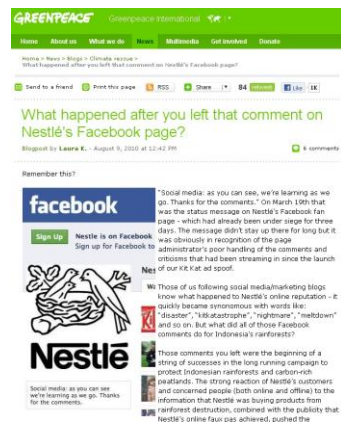 GREENPEACE Greenpeace International
Home About us What we do News Multimedia Get involved Donate
Home > News > Blogs > Climate rescue >
What happened after you left that comment on Nestlé's Facebook page?
Send to a friend Print this page RSS Share 84 retweet Like 1K
What happened after you left that comment on
Nestlé's Facebook page?
Blogpost by Laura K. - August 9, 2010 at 12:42 PM 6 comments
Remember this?
facebook
Sign Up Nestle is on Facebook
Sign up for Facebook to
Nes
Nestlé
Social media: as you can see
we're learning as we go. Thanks
for the comments.
"Social media: as you see, we're learning as we
go. Thanks for the comments." On March 19th that
was the status message on Nestlé's Facebook fan
page - which had already been under siege for three
days. The message didn't stay up there for long but it
was obviously in recognition of the page
administrator's poor handling of the comments and
criticisms that had been streaming in since the launch
of our Kit Kat ad spoof.
Those of us following social media/marketing blogs
know what happened to Nestlé's online reputation - it
quickly became synonomous with words like:
"disaster", "kitkatastrophe", "nightmare", "meltdown"
and so on. But what did all of those Facebook
comments do for Indonesia's rainforests?
Those comments you left were the beginning of a
string of successes in the long running campaign to
protect Indonesian rainforests and carbon-rich
peatlands. The strong reaction of Nestlé's customers
and concerned people (both online and offline) to the
information that Nestlé was buying products from
rainforest destruction, combined with the publicity that
Nestlé's online faux pas achieved, pushed the